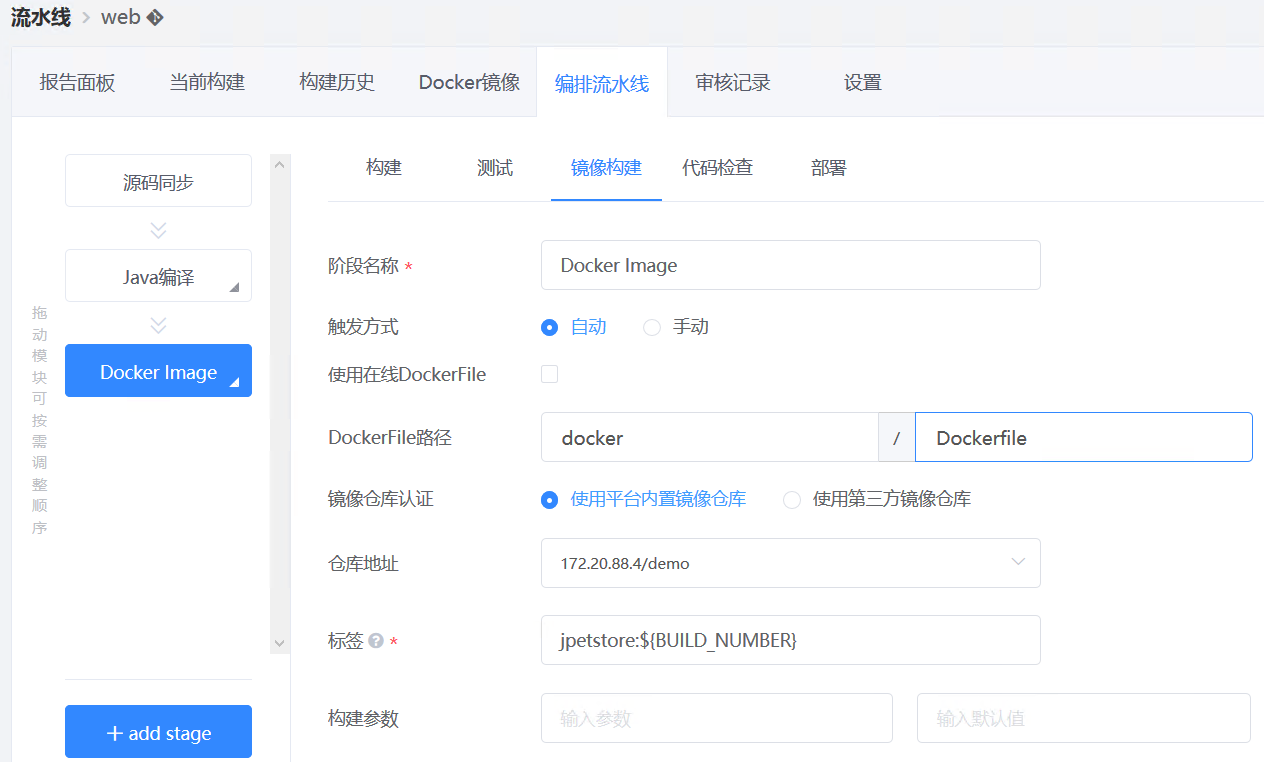 流水线 > web
报告面板 当前构建 构建历史 Docker镜像 编排流水线 审核记录 设置
源码同步
Java编译
Docker Image
拖动模块可按需调整顺序
+ add stage
构建 测试 镜像构建 代码检查 部署
阶段名称 * Docker Image
触发方式 自动 手动
使用在线DockerFile
DockerFile路径 docker / Dockerfile
镜像仓库认证 使用平台内置镜像仓库 使用第三方镜像仓库
仓库地址 172.20.88.4/demo
标签 ? * jpetstore:${BUILD_NUMBER}
构建参数 输入参数 输入默认值